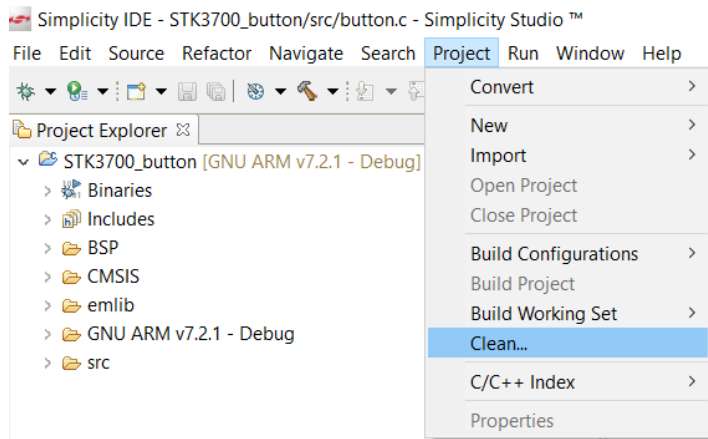 Simplicity IDE - STK3700_button/src/button.c - Simplicity Studio ™
File Edit Source Refactor Navigate Search Project Run Window Help
Project Explorer
STK3700_button [GNU ARM v7.2.1 - Debug]
Binaries
Includes
BSP
CMSIS
emlib
GNU ARM v7.2.1 - Debug
src
Convert
New
Import
Open Project
Close Project
Build Configurations
Build Project
Build Working Set
Clean...
C/C++ Index
Properties